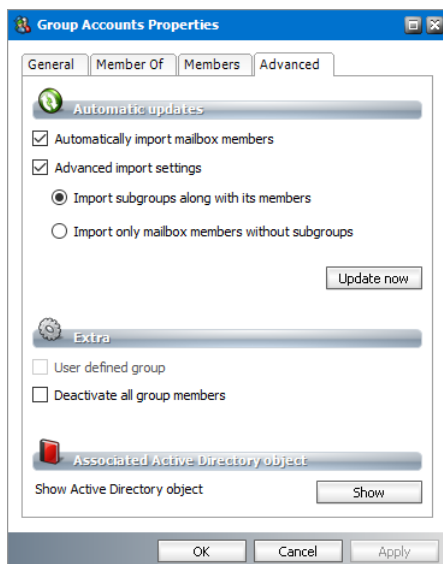 Group Accounts Properties
General Member Of Members Advanced
Automatic updates
Automatically import mailbox members
Advanced import settings
Import subgroups along with its members
Import only mailbox members without subgroups
Update now
Extra
User defined group
Deactivate all group members
Associated Active Directory object
Show Active Directory object Show
OK Cancel Apply